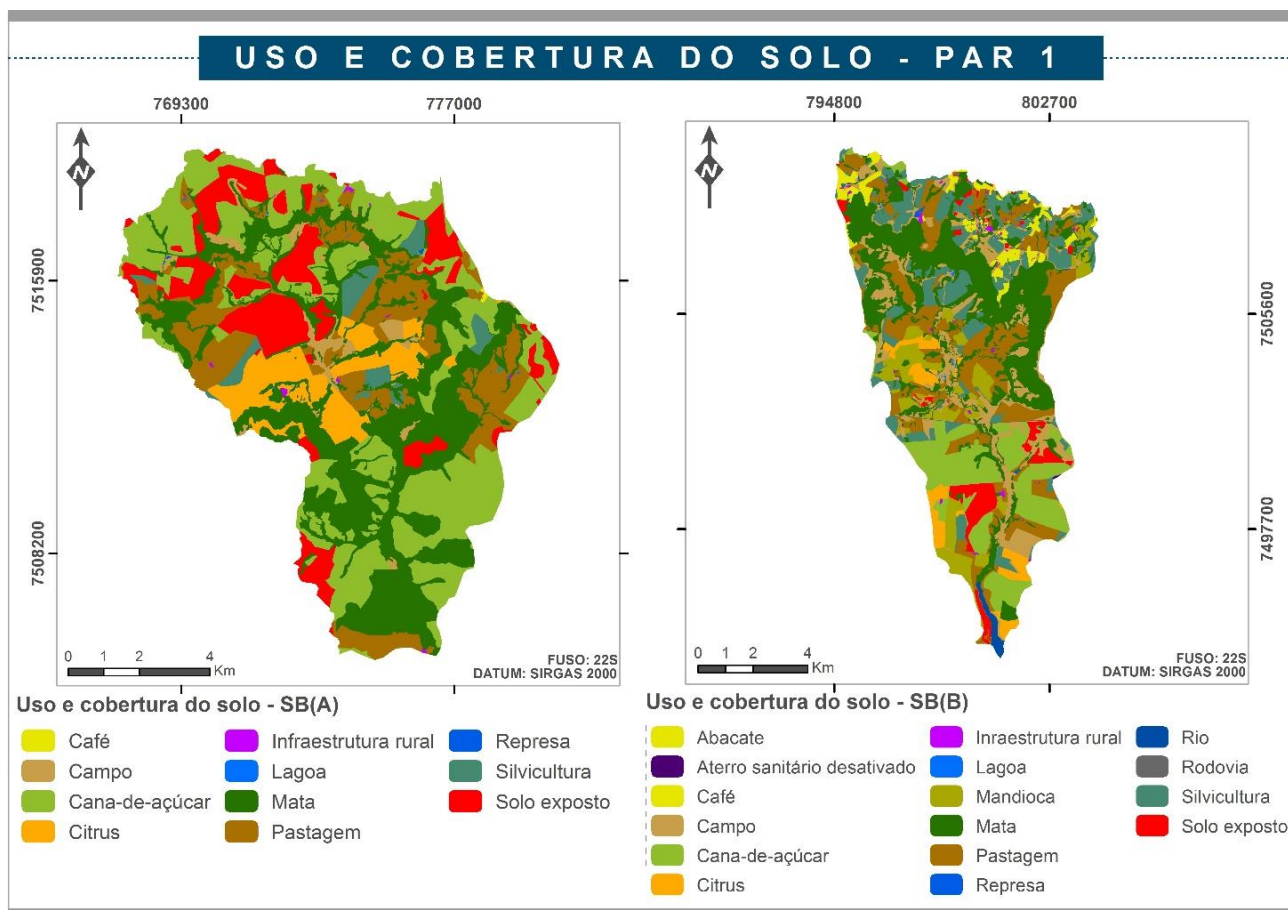 USO E COBERTURA DO SOLO - PAR 1
769300
777000
7515900
7508200
N
0
1
2
4
Km
FUSO: 22S
DATUM: SIRGAS 2000
794800
802700
7505600
7497700
N
0
1
2
4
Km
FUSO: 22S
DATUM: SIRGAS 2000
Uso e cobertura do solo - SB(A)
Café
Campo
Cana-de-açúcar
Citrus
Infraestrutura rural
Lagoa
Mata
Pastagem
Represa
Silvicultura
Solo exposto
Uso e cobertura do solo - SB(B)
Abacate
Aterro sanitário desativado
Café
Campo
Cana-de-açúcar
Citrus
Inraestrutura rural
Lagoa
Mandioca
Mata
Pastagem
Represa
Rio
Rodovia
Silvicultura
Solo exposto